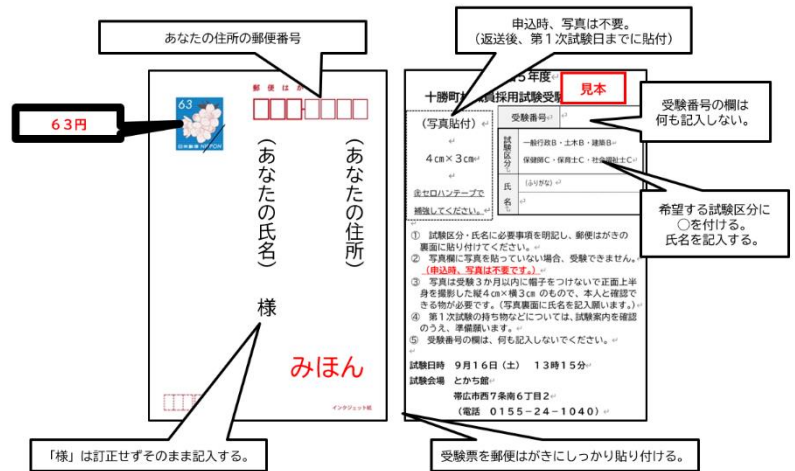 あなたの住所の郵便番号
63円
63
日本郵便 NIPPON
郵便はが
(あなたの住所)
(あなたの氏名) 様
みほん
インクジェット紙
「様」は訂正せずそのまま記入する。
申込時、写真は不要。
(返送後、第1次試験日までに貼付)
5年度
見本
十勝町
員採用試験受
(写真貼付)
4㎝×3㎝
㊟セロハンテープで
補強してください。
受験番号
試験区分
一般行政B・土木B・建築B
保健師C・保育士C・社会福祉士C
氏名
(ふりがな)
受験番号の欄は
何も記入しない。
希望する試験区分に
○を付ける。
氏名を記入する。
① 試験区分・氏名に必要事項を明記し、郵便はがきの
裏面に貼り付けてください。
② 写真欄に写真を貼っていない場合、受験できません。
(申込時、写真は不要です。)
③ 写真は受験3か月以内に帽子をつけないで正面上半
身を撮影した縦4㎝×横3㎝のもので、本人と確認で
きる物が必要です。(写真裏面に氏名を記入願います。)
④ 第1次試験の持ち物などについては、試験案内を確認
のうえ、準備願います。
⑤ 受験番号の欄は、何も記入しないでください。
試験日時 9月16日(土) 13時15分
試験会場 とかち館
帯広市西7条南6丁目2
(電話 0155-24-1040)
受験票を郵便はがきにしっかり貼り付ける。